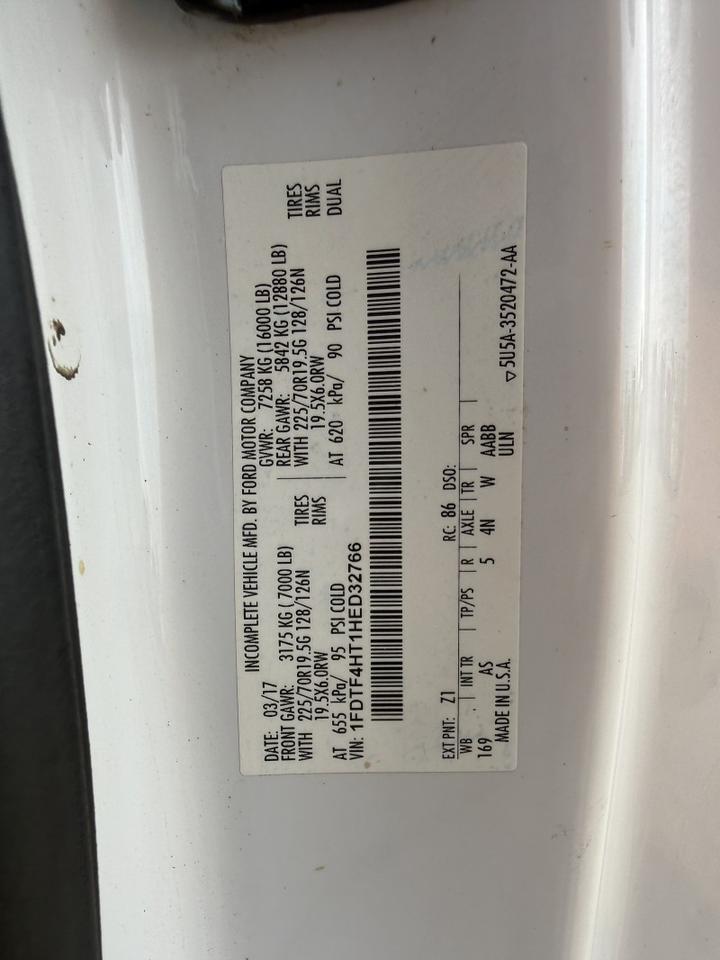 INCOMPLETE VEHICLE MFD. BY FORD MOTOR COMPANY
DATE: 03/17 GVWR: 7258 KG (16000 LB)
FRONT GAWR: 3175 KG ( 7000 LB) REAR GAWR: 5842 KG (12880 LB)
WITH 225/70R19.5G 128/126N TIRES WITH 225/70R19.5G 128/126N TIRES
19.5X6.0RW RIMS 19.5X6.0RW RIMS
AT 655 kPa/ 95 PSI COLD AT 620 kPa/ 90 PSI COLD DUAL
VIN: 1FDTF4HT1HED32766
EXT PNT: Z1 RC: 86 DSO:
WB INT TR TP/PS R AXLE TR SPR
169 AS 5 4N W AABB
MADE IN U.S.A. ULN
▽5U5A-3520472-AA